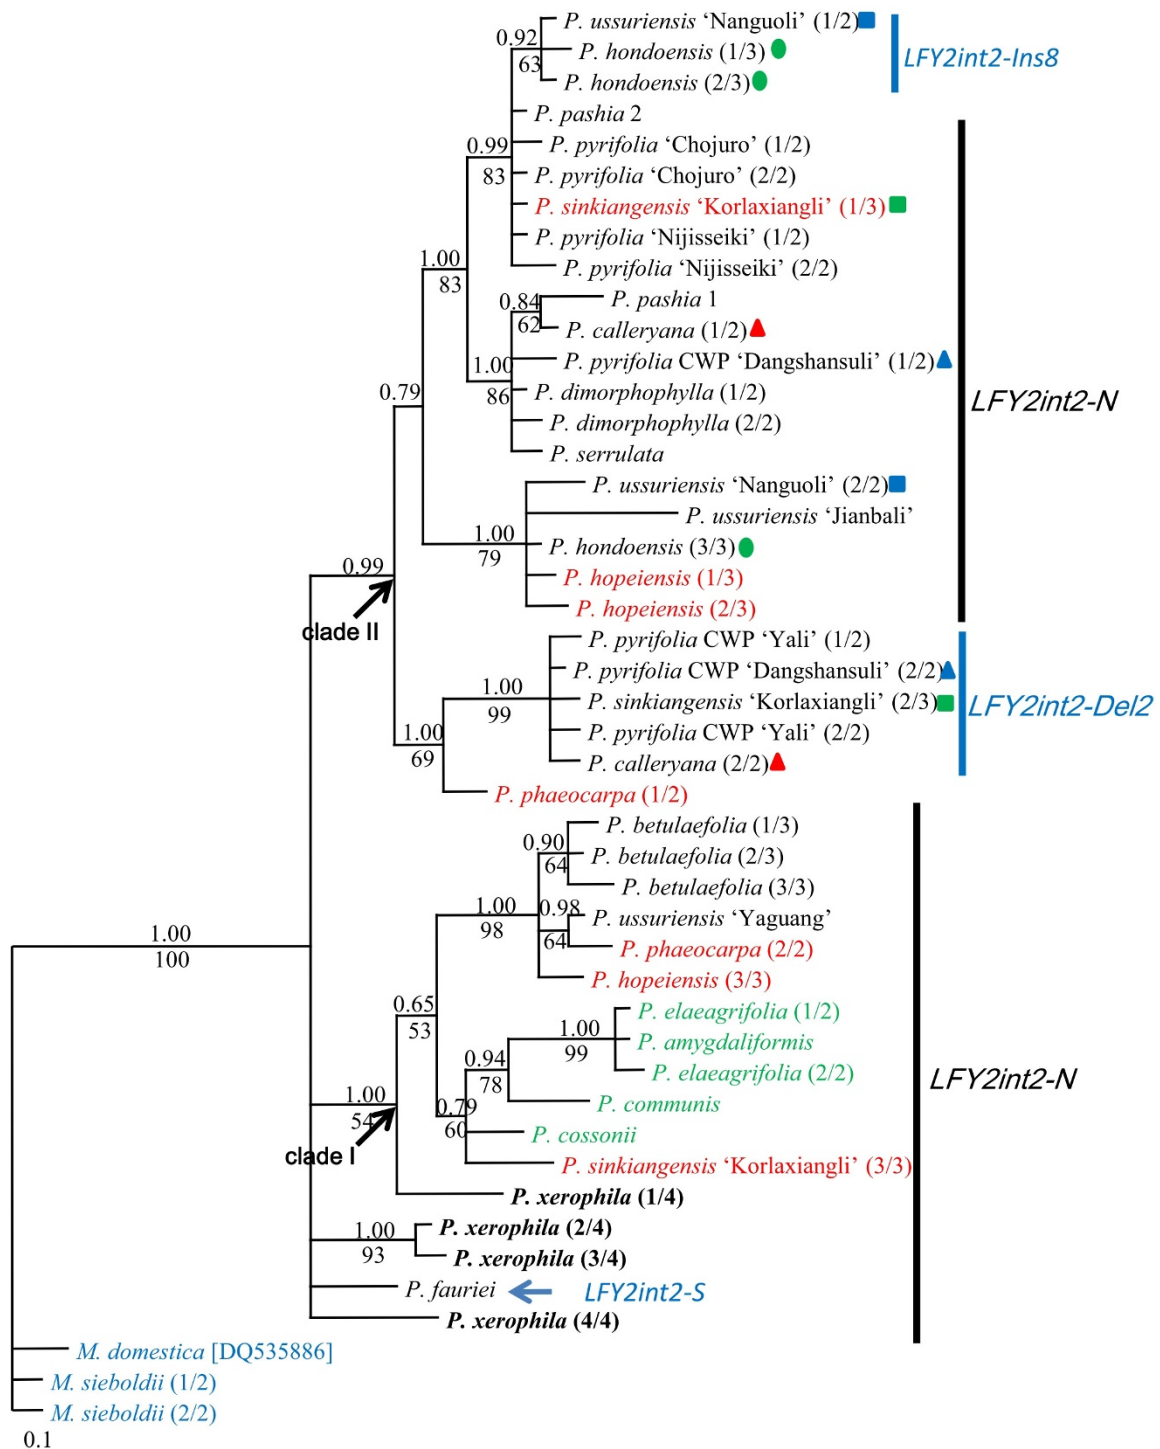 P. ussuriensis ‘Nanguoli’ (1/2)
0.92
P. hondoensis (1/3)
LFY2int2-Ins8
63
P. hondoensis (2/3)
P. pashia 2
0.99
P. pyrifolia ‘Chojuro’ (1/2)
83
P. pyrifolia ‘Chojuro’ (2/2)
P. sinkiangensis ‘Korlaxiangli’ (1/3)
P. pyrifolia ‘Nijisseiki’ (1/2)
1.00
P. pyrifolia ‘Nijisseiki’ (2/2)
83
0.84
P. pashia 1
62
P. calleryana (1/2)
1.00
P. pyrifolia CWP ‘Dangshansuli’ (1/2)
0.79
86
P. dimorphophylla (1/2)
LFY2int2-N
P. dimorphophylla (2/2)
P. serrulata
P. ussuriensis ‘Nanguoli’ (2/2)
P. ussuriensis ‘Jianbali’
1.00
79
P. hondoensis (3/3)
0.99
P. hopeiensis (1/3)
P. hopeiensis (2/3)
clade II
P. pyrifolia CWP ‘Yali’ (1/2)
P. pyrifolia CWP ‘Dangshansuli’ (2/2)
1.00
99
P. sinkiangensis ‘Korlaxiangli’ (2/3)
LFY2int2-Del2
1.00
P. pyrifolia CWP ‘Yali’ (2/2)
69
P. calleryana (2/2)
P. phaeocarpa (1/2)
P. betulaefolia (1/3)
0.90
64
P. betulaefolia (2/3)
P. betulaefolia (3/3)
1.00
98
0.98
P. ussuriensis ‘Yaguang’
1.00
100
64
P. phaeocarpa (2/2)
P. hopeiensis (3/3)
0.65
53
P. elaeagrifolia (1/2)
1.00
99
P. amygdaliformis
0.94
78
P. elaeagrifolia (2/2)
LFY2int2-N
1.00
54
0.79
60
P. communis
P. cossonii
clade I
P. sinkiangensis ‘Korlaxiangli’ (3/3)
P. xerophila (1/4)
1.00
93
P. xerophila (2/4)
P. xerophila (3/4)
P. fauriei
LFY2int2-S
P. xerophila (4/4)
M. domestica [DQ535886]
M. sieboldii (1/2)
M. sieboldii (2/2)
0.1